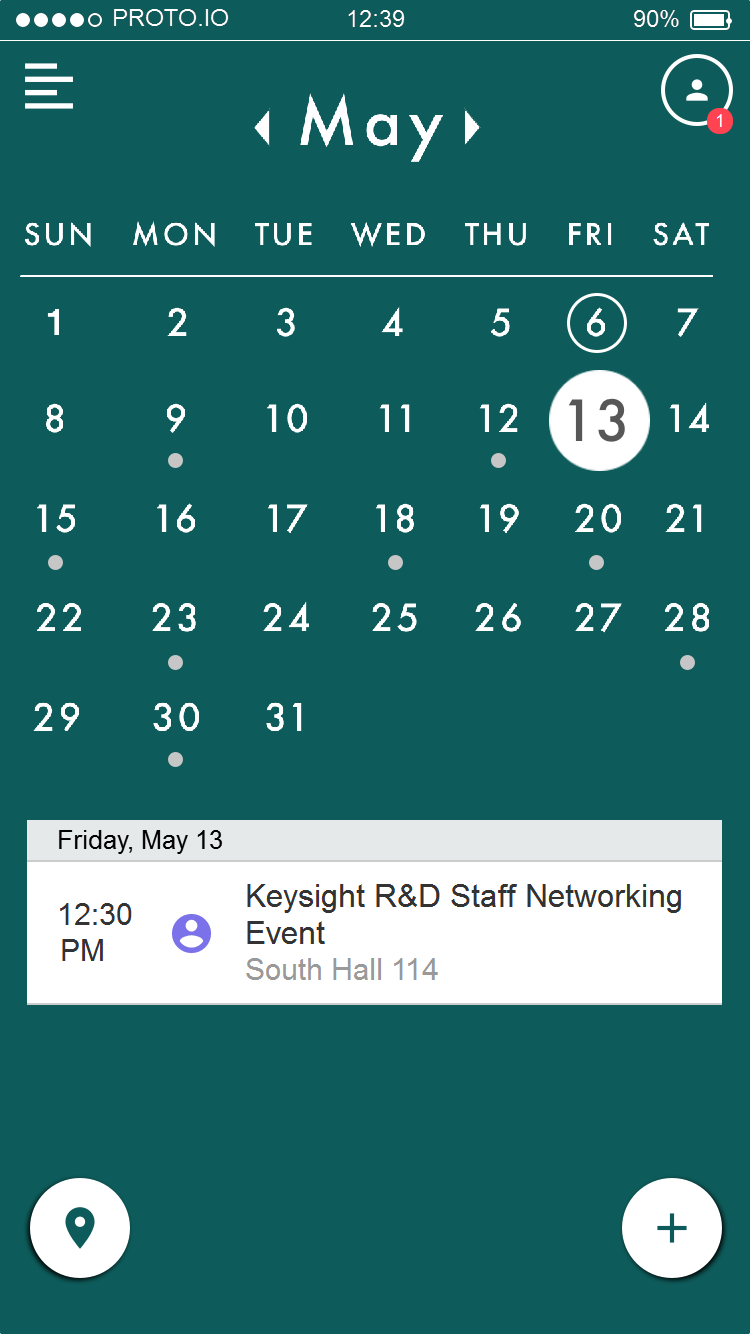 PROTO.IO 12:39 90%
May
1
SUN MON TUE WED THU FRI SAT
1 2 3 4 5 6 7
8 9 10 11 12 13 14
15 16 17 18 19 20 21
22 23 24 25 26 27 28
29 30 31
Friday, May 13
12:30
PM
Keysight R&D Staff Networking
Event
South Hall 114